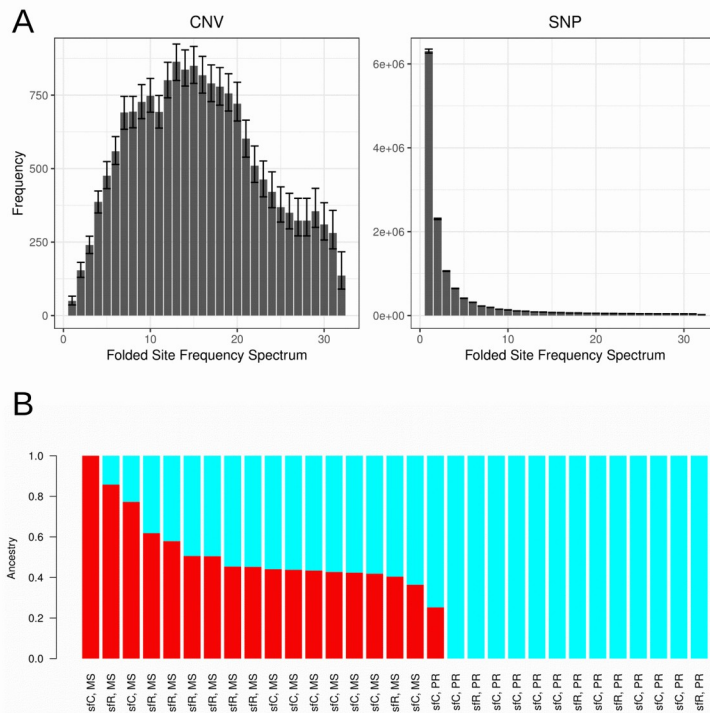 A
CNV
SNP
Frequency
750
500
250
0
0
10
20
30
Folded Site Frequency Spectrum
6e+06
4e+06
2e+06
0e+00
0
10
20
30
Folded Site Frequency Spectrum
B
Ancestry
1.0
0.8
0.6
0.4
0.2
0.0
sfC, MS
sfR, MS
sfC, MS
sfR, MS
sfR, MS
sfR, MS
sfR, MS
sfR, MS
sfR, MS
sfC, MS
sfC, MS
sfC, MS
sfC, MS
sfC, MS
sfC, MS
sfR, MS
sfC, MS
sfC, PR
sfC, PR
sfR, PR
sfC, PR
sfC, PR
sfC, PR
sfC, PR
sfR, PR
sfC, PR
sfR, PR
sfC, PR
sfC, PR
sfC, PR
sfR, PR